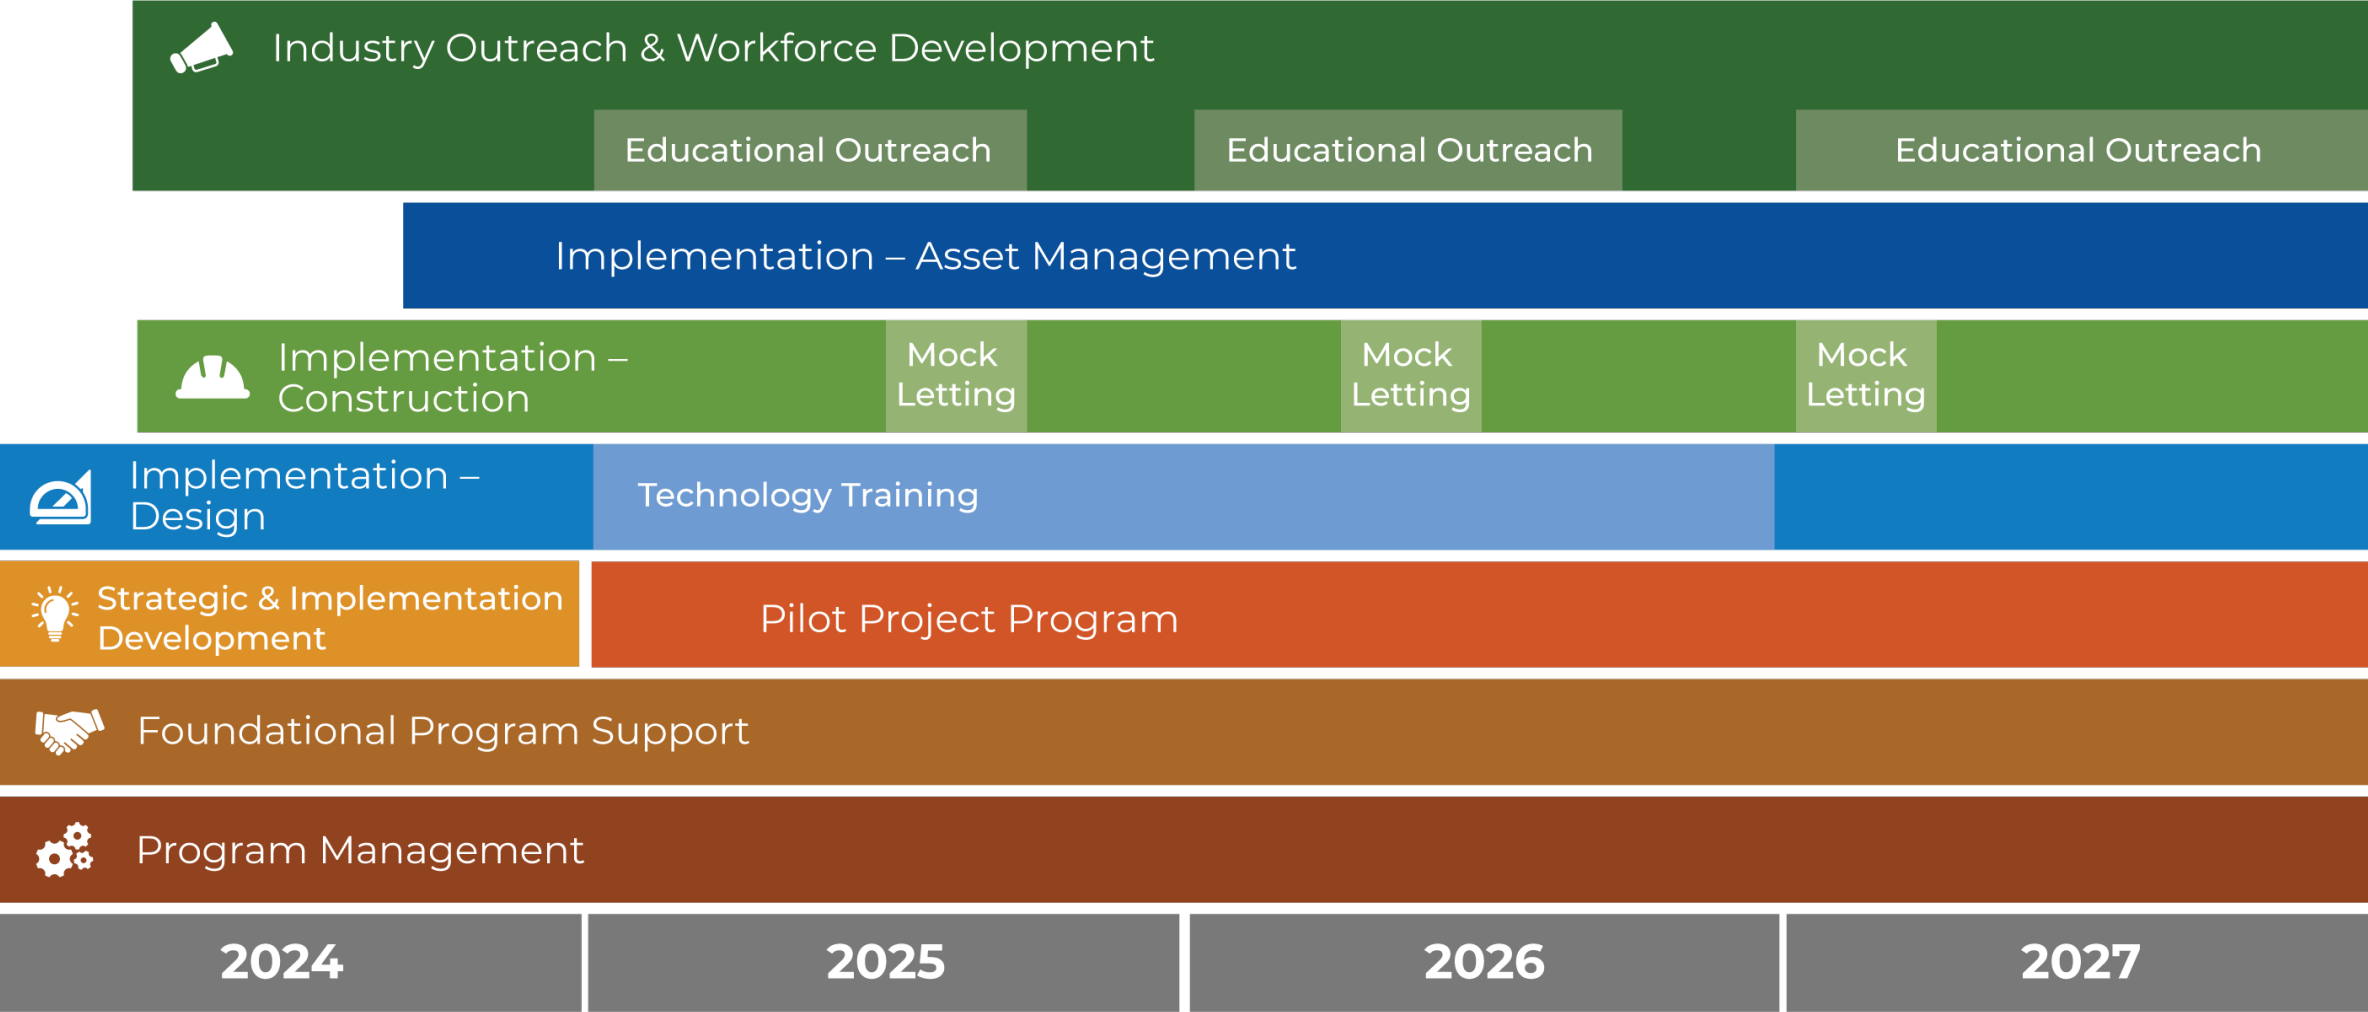 Industry Outreach & Workforce Development
Educational Outreach
Educational Outreach
Educational Outreach
Implementation – Asset Management
Implementation –
Construction
Mock
Letting
Mock
Letting
Mock
Letting
Implementation –
Design
Technology Training
Strategic & Implementation
Development
Pilot Project Program
Foundational Program Support
Program Management
2024
2025
2026
2027